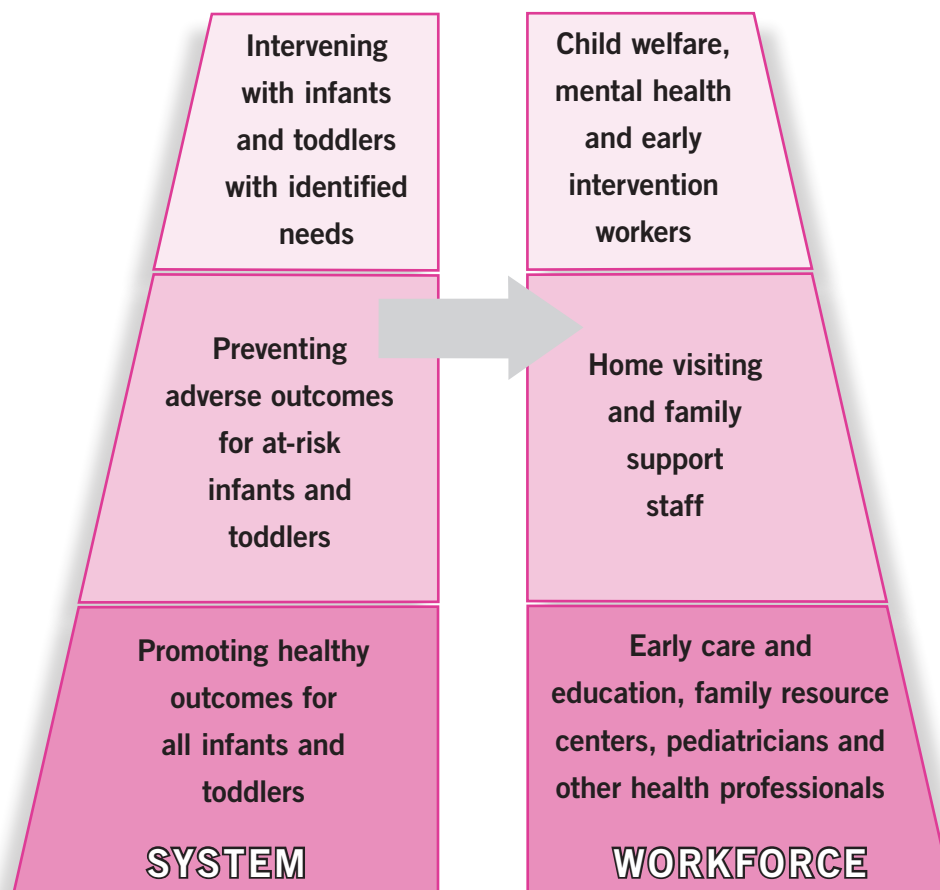 Intervening
with infants
and toddlers
with identified
needs
Child welfare,
mental health
and early
intervention
workers
Preventing
adverse outcomes
for at-risk
infants and
toddlers
Home visiting
and family
support
staff
Promoting healthy
outcomes for
all infants and
toddlers
SYSTEM
Early care and
education, family resource
centers, pediatricians and
other health professionals
WORKFORCE